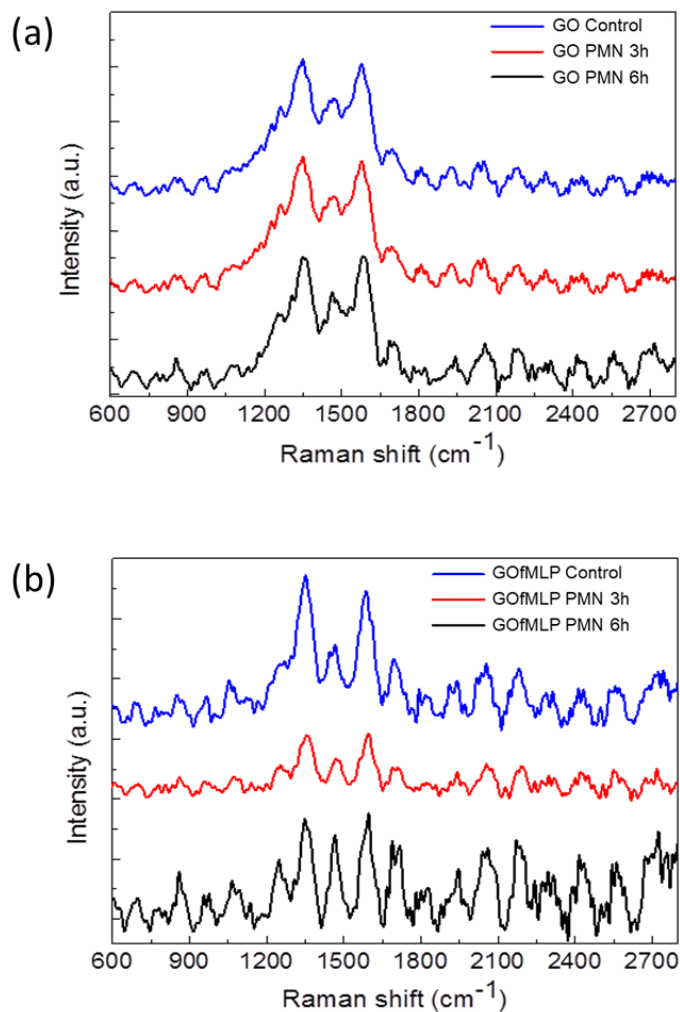 (a)
GO Control
GO PMN 3h
GO PMN 6h
Intensity (a.u.)
600 900 1200 1500 1800 2100 2400 2700
Raman shift (cm⁻¹)
(b)
GOfMLP Control
GOfMLP PMN 3h
GOfMLP PMN 6h
Intensity (a.u.)
600 900 1200 1500 1800 2100 2400 2700
Raman shift (cm⁻¹)